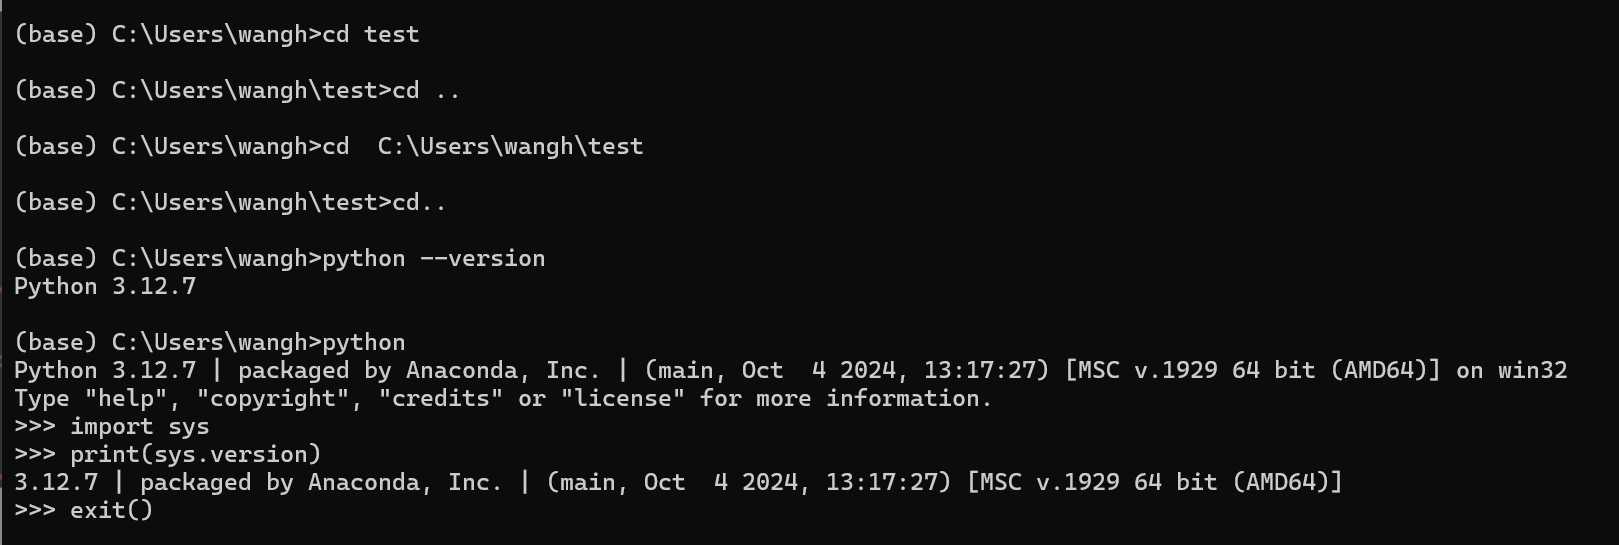 (base) C:\Users\wangh>cd test
(base) C:\Users\wangh\test>cd ..
(base) C:\Users\wangh>cd  C:\Users\wangh\test
(base) C:\Users\wangh\test>cd..
(base) C:\Users\wangh>python --version
Python 3.12.7
(base) C:\Users\wangh>python
Python 3.12.7 | packaged by Anaconda, Inc. | (main, Oct  4 2024, 13:17:27) [MSC v.1929 64 bit (AMD64)] on win32
Type "help", "copyright", "credits" or "license" for more information.
>>> import sys
>>> print(sys.version)
3.12.7 | packaged by Anaconda, Inc. | (main, Oct  4 2024, 13:17:27) [MSC v.1929 64 bit (AMD64)]
>>> exit()